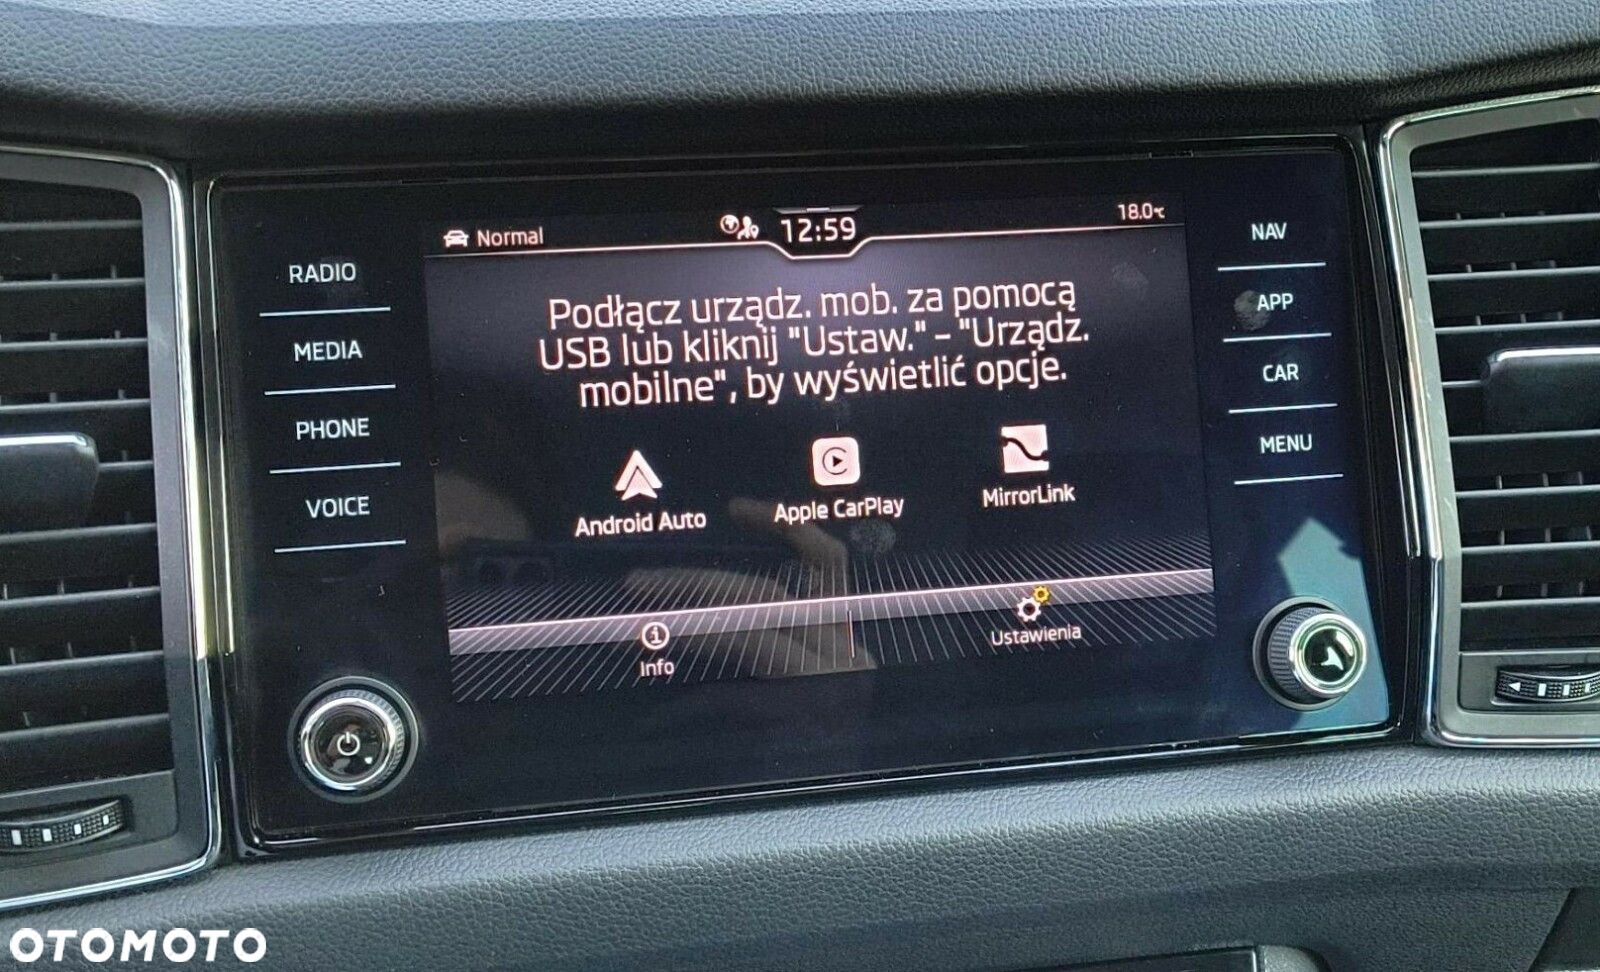 Normal
12:59
18.0℃
RADIO
MEDIA
PHONE
VOICE
NAV
APP
CAR
MENU
Podłącz urządz. mob. za pomocą
USB lub kliknij "Ustaw." - "Urządz.
mobilne", by wyświetlić opcje.
Android Auto
Apple CarPlay
MirrorLink
Info
Ustawienia
OTOMOTO